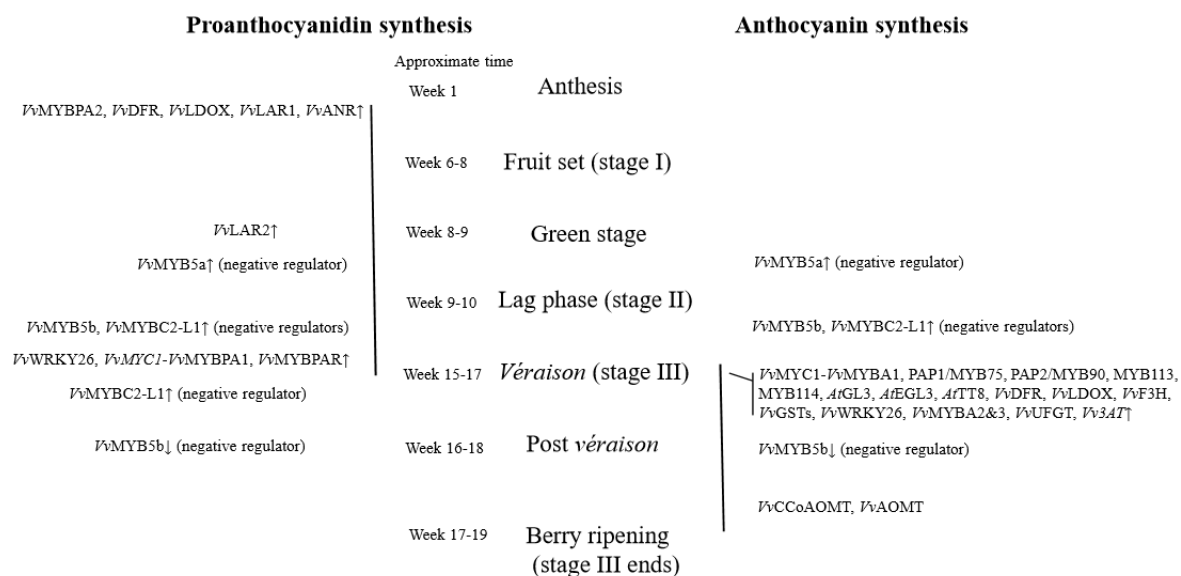 Proanthocyanidin synthesis
Anthocyanin synthesis
Approximate time
Week 1
Anthesis
VvMYBPA2, VvDFR, VvLDOX, VvLAR1, VvANR↑
Week 6-8
Fruit set (stage I)
VvLAR2↑
Week 8-9
Green stage
VvMYB5a↑ (negative regulator)
VvMYB5a↑ (negative regulator)
Week 9-10
Lag phase (stage II)
VvMYB5b, VvMYBC2-L1↑ (negative regulators)
VvMYB5b, VvMYBC2-L1↑ (negative regulators)
VvWRKY26, VvMYC1-VvMYBPA1, VvMYBPAR↑
Week 15-17
Véraison (stage III)
VvMYC1-VvMYBA1, PAP1/MYB75, PAP2/MYB90, MYB113,
MYB114, AtGL3, AtEGL3, AtTT8, VvDFR, VvLDOX, VvF3H,
VvGSTs, VvWRKY26, VvMYBA2&3, VvUFGT, Vv3AT↑
VvMYBC2-L1↑ (negative regulator)
VvMYB5b↓ (negative regulator)
Week 16-18
Post véraison
VvMYB5b↓ (negative regulator)
VvCCoAOMT, VvAOMT
Week 17-19
Berry ripening
(stage III ends)